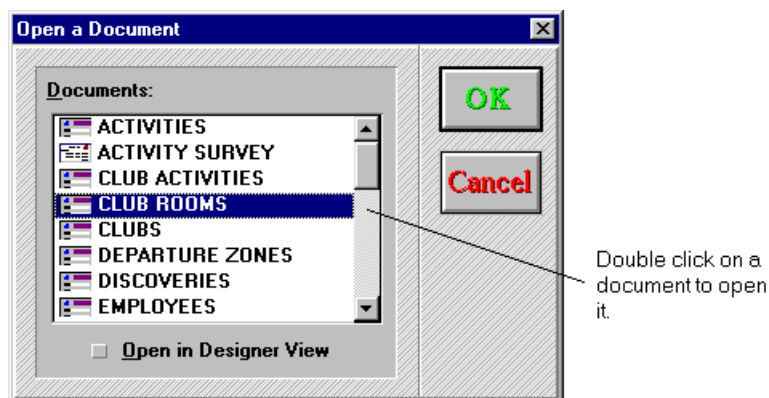 Open a Document
Documents:
ACTIVITIES
ACTIVITY SURVEY
CLUB ACTIVITIES
CLUB ROOMS
CLUBS
DEPARTURE ZONES
DISCOVERIES
EMPLOYEES
Open in Designer View
OK
Cancel
Double click on a
document to open
it.